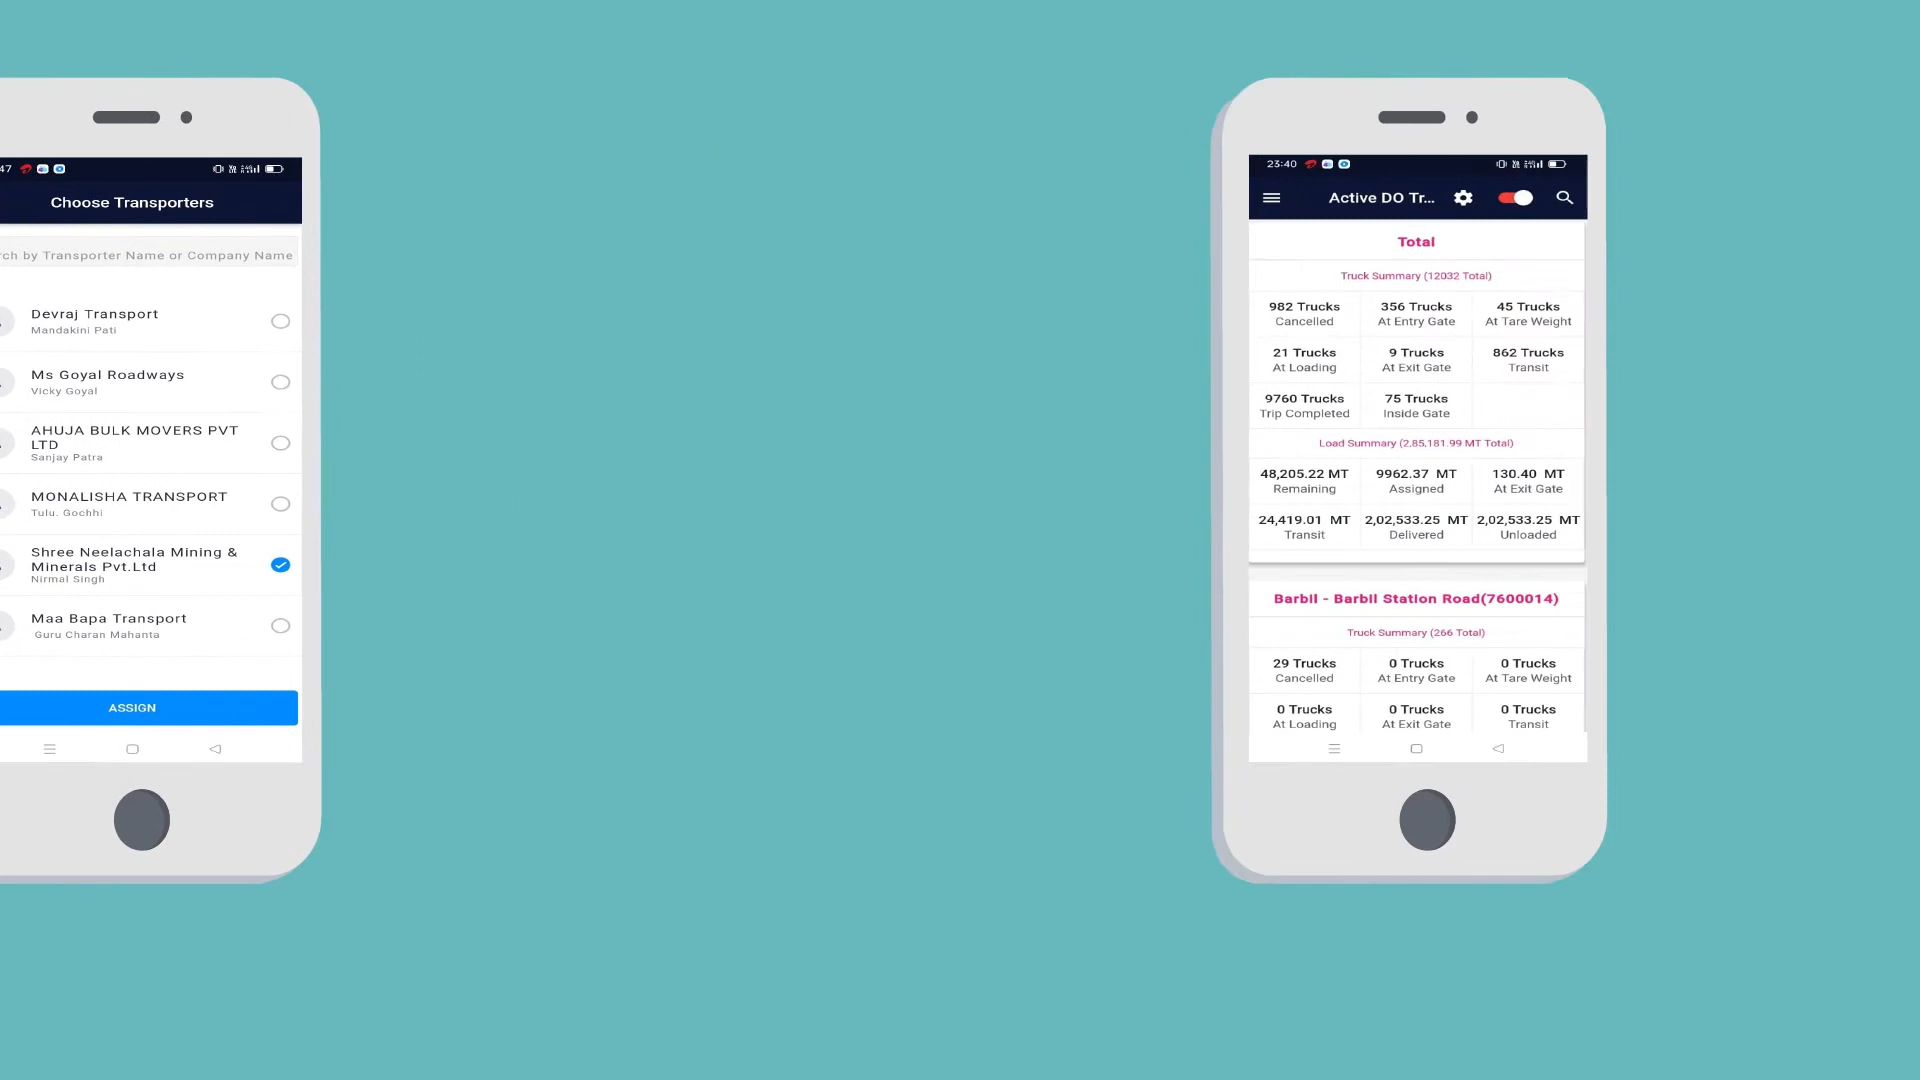 47
Choose Transporters
rch by Transporter Name or Company Name
Devraj Transport
Mandakini Pati
Ms Goyal Roadways
Vicky Goyal
AHUJA BULK MOVERS PVT
LTD
Sanjay Patra
MONALISHA TRANSPORT
Tulu. Gochhi
Shree Neelachala Mining &
Minerals Pvt.Ltd
Nirmal Singh
Maa Bapa Transport
Guru Charan Mahanta
ASSIGN
23:40
Active DO Tr...
Total
Truck Summary (12032 Total)
982 Trucks 356 Trucks 45 Trucks
Cancelled At Entry Gate At Tare Weight
21 Trucks 9 Trucks 862 Trucks
At Loading At Exit Gate Transit
9760 Trucks 75 Trucks
Trip Completed Inside Gate
Load Summary (2,85,181.99 MT Total)
48,205.22 MT 9962.37 MT 130.40 MT
Remaining Assigned At Exit Gate
24,419.01 MT 2,02,533.25 MT 2,02,533.25 MT
Transit Delivered Unloaded
Barbil - Barbil Station Road(7600014)
Truck Summary (266 Total)
29 Trucks 0 Trucks 0 Trucks
Cancelled At Entry Gate At Tare Weight
0 Trucks 0 Trucks 0 Trucks
At Loading At Exit Gate Transit